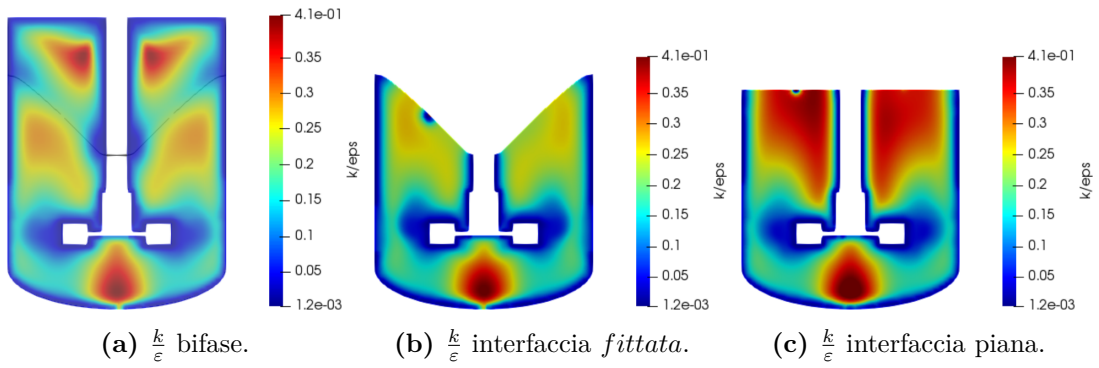 4.1e-01
0.35
0.3
0.25
0.2
0.15
0.1
0.05
1.2e-03
k/eps
4.1e-01
0.35
0.3
0.25
0.2
0.15
0.1
0.05
1.2e-03
k/eps
4.1e-01
0.35
0.3
0.25
0.2
0.15
0.1
0.05
1.2e-03
k/eps
(a) k/ε bifase.
(b) k/ε interfaccia fittata.
(c) k/ε interfaccia piana.